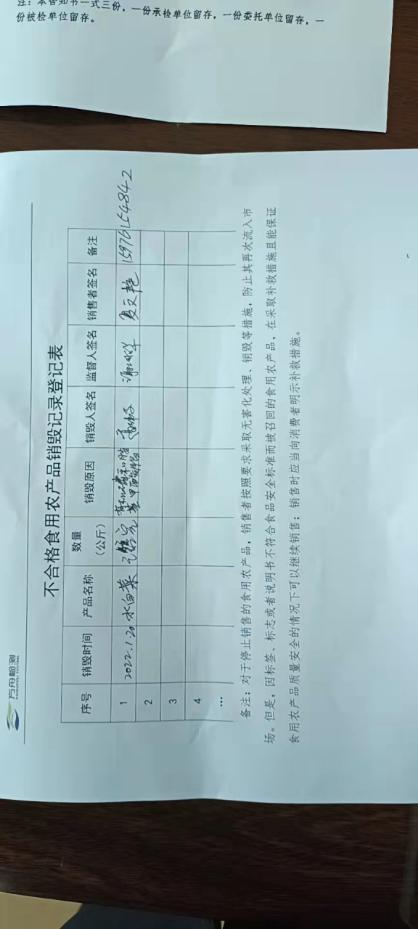 注：本告知书一式三份，一份承检单位留存，一份委托单位留存，一
份被检单位留存。
方舟检测
不合格食用农产品销毁记录登记表
序号 销毁时间 产品名称 数量（公斤） 销毁原因 销毁人签名 监督人签名 销售者签名 备注
1 2022.1.20 水白菜 已售完
2
3
4
…
备注：对于停止销售的食用农产品，销售者按照要求采取无害化处理、销毁等措施，防止其再次流入市
场。但是，因标签、标志或者说明书不符合食品安全标准而被召回的食用农产品，在采取补救措施且能保证
食用农产品质量安全的情况下可以继续销售；销售时应当向消费者明示补救措施。